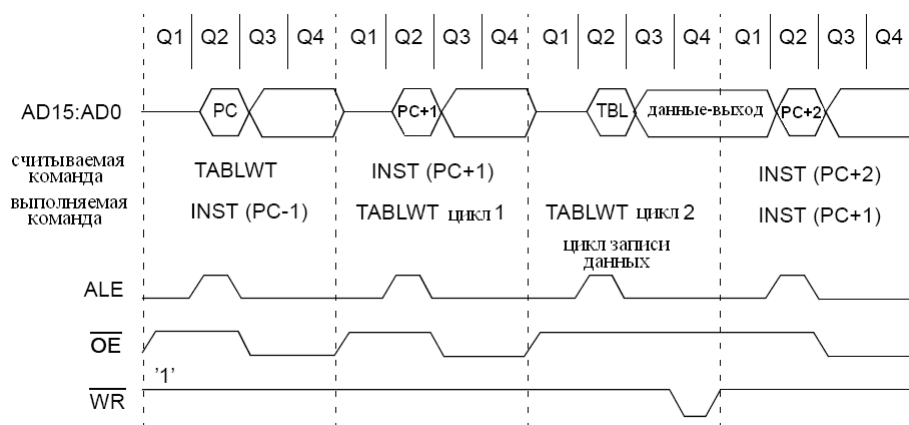 Q1 Q2 Q3 Q4 Q1 Q2 Q3 Q4 Q1 Q2 Q3 Q4 Q1 Q2 Q3 Q4
AD15:AD0 PC PC+1 TBL данные-выход PC+2
считываемая
команда
TABLWT INST (PC+1) INST (PC+2)
выполняемая
команда
INST (PC-1) TABLWT цикл 1 TABLWT цикл 2 INST (PC+1)
цикл записи
данных
ALE
OE
'1'
WR